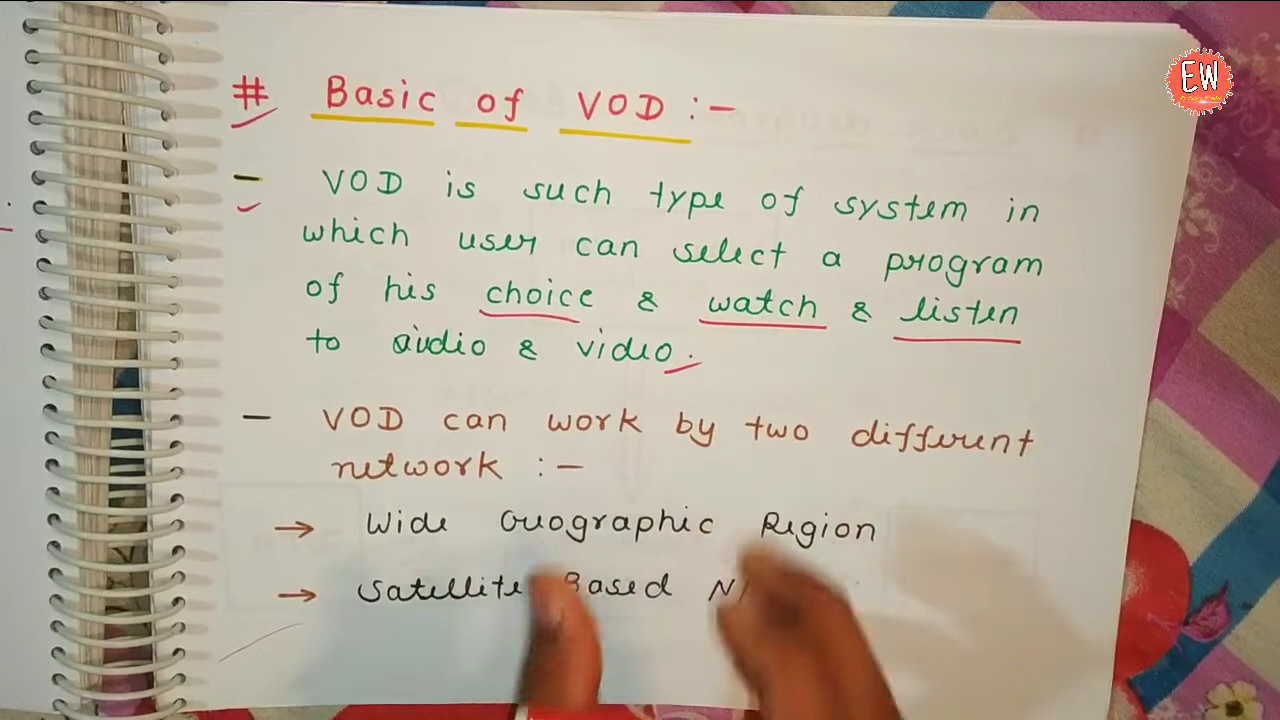 # Basic of VOD :-
- VOD is such type of system in
which user can select a program
of his choice & watch & listen
to audio & video.
- VOD can work by two different
network :-
→ Wide Geographic Region
→ Satellite Based
EW